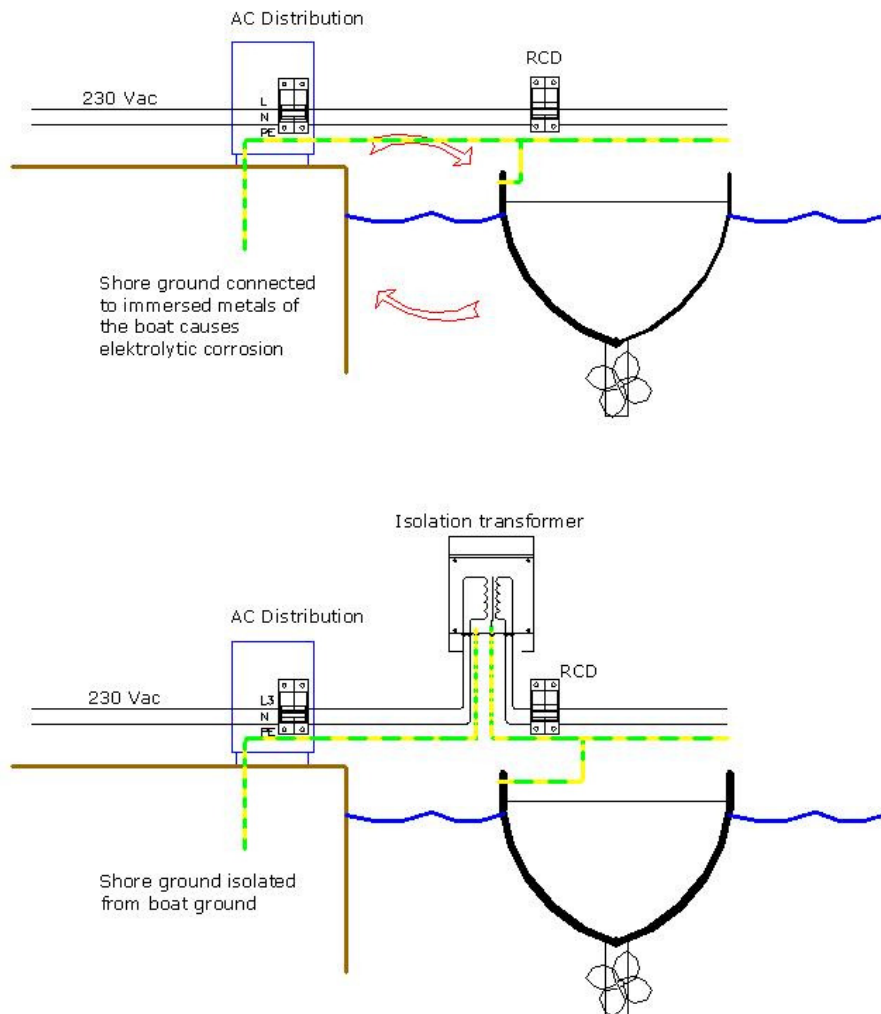 AC Distribution
RCD
230 Vac
L
N
PE
Shore ground connected
to immersed metals of
the boat causes
elektrolytic corrosion
Isolation transformer
AC Distribution
RCD
230 Vac
L3
N
PE
Shore ground isolated
from boat ground